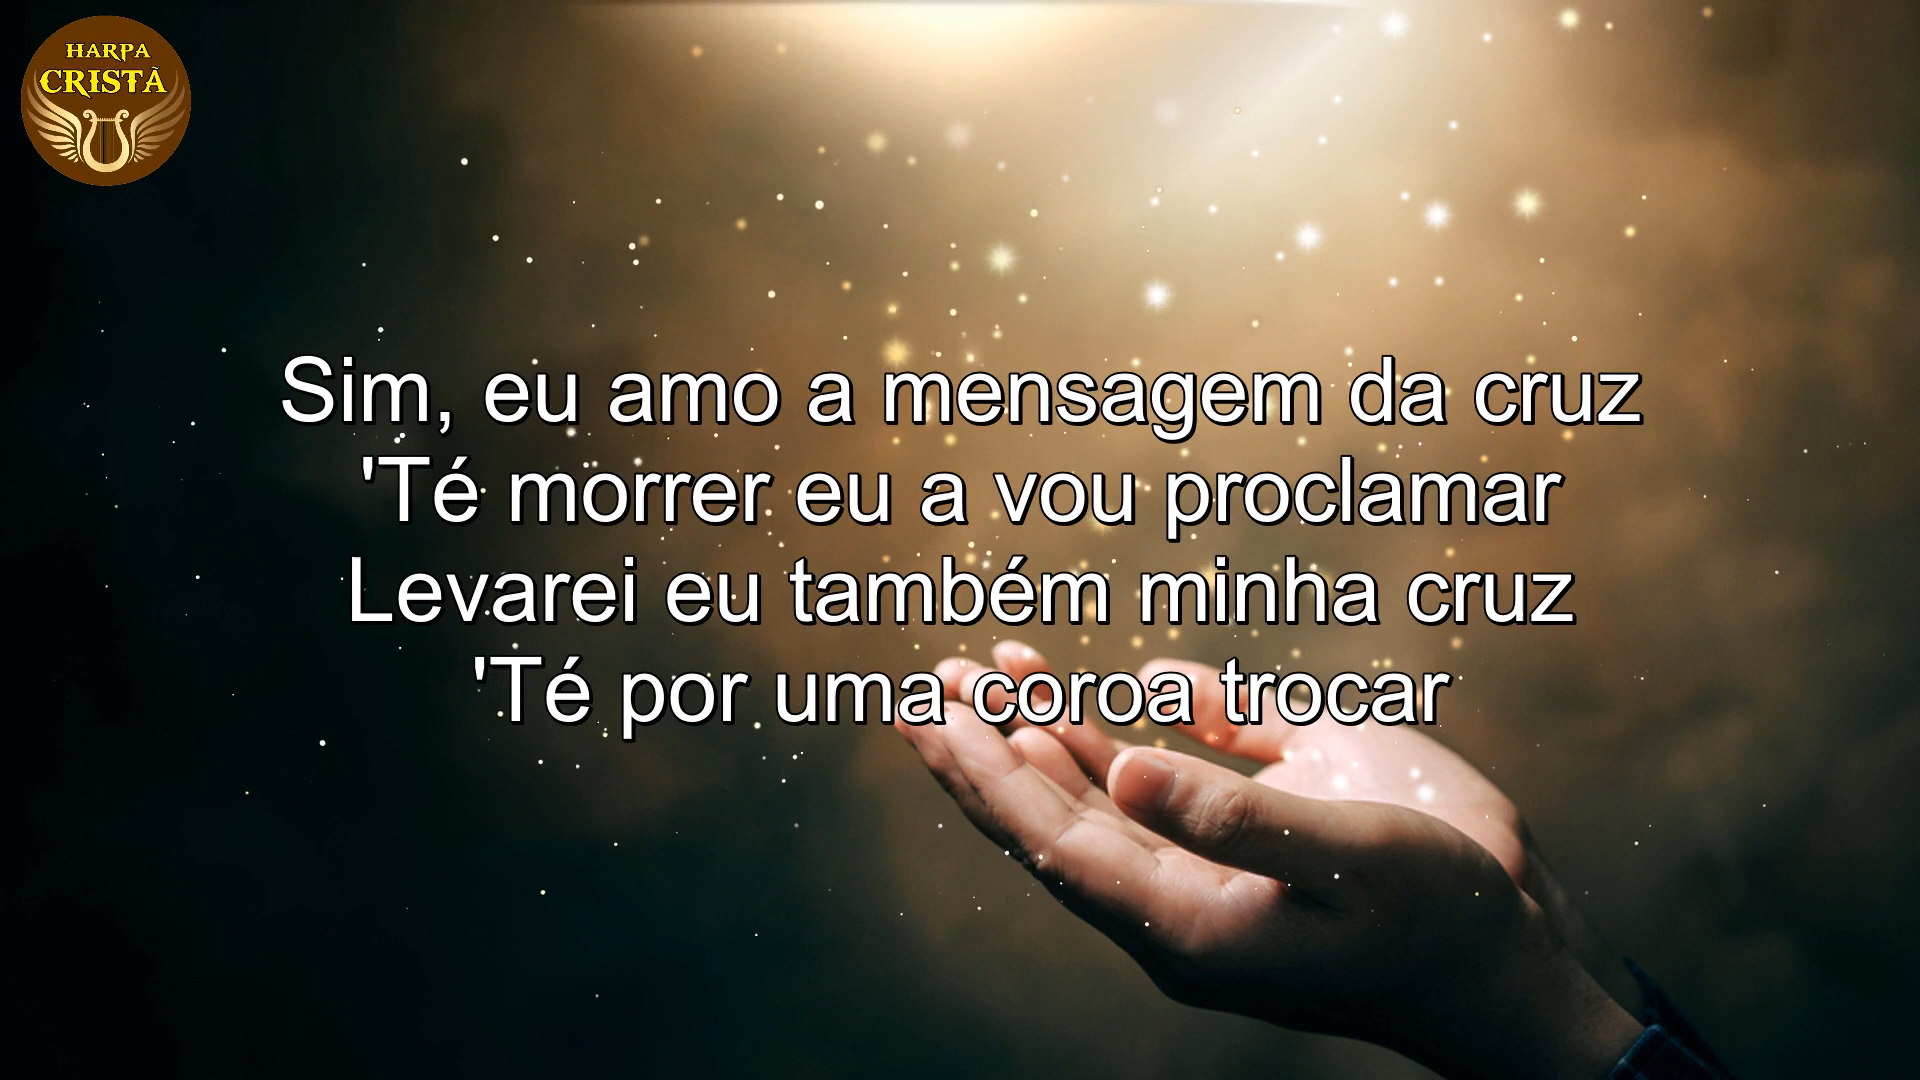 HARPA
CRISTÃ
Sim, eu amo a mensagem da cruz
'Té morrer eu a vou proclamar
Levarei eu também minha cruz
'Té por uma coroa trocar